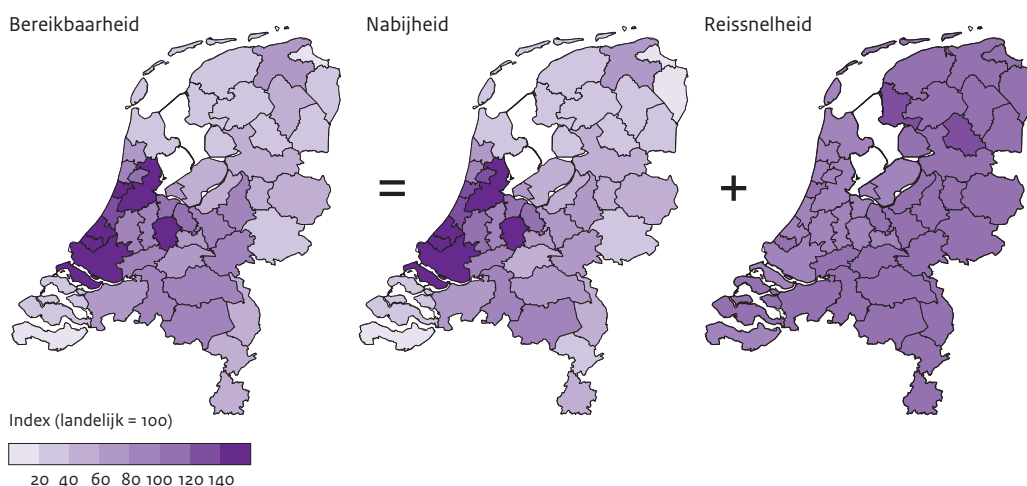 Bereikbaarheid
Nabijheid
Reissnelheid
=
+
Index (landelijk = 100)
20 40 60 80 100 120 140